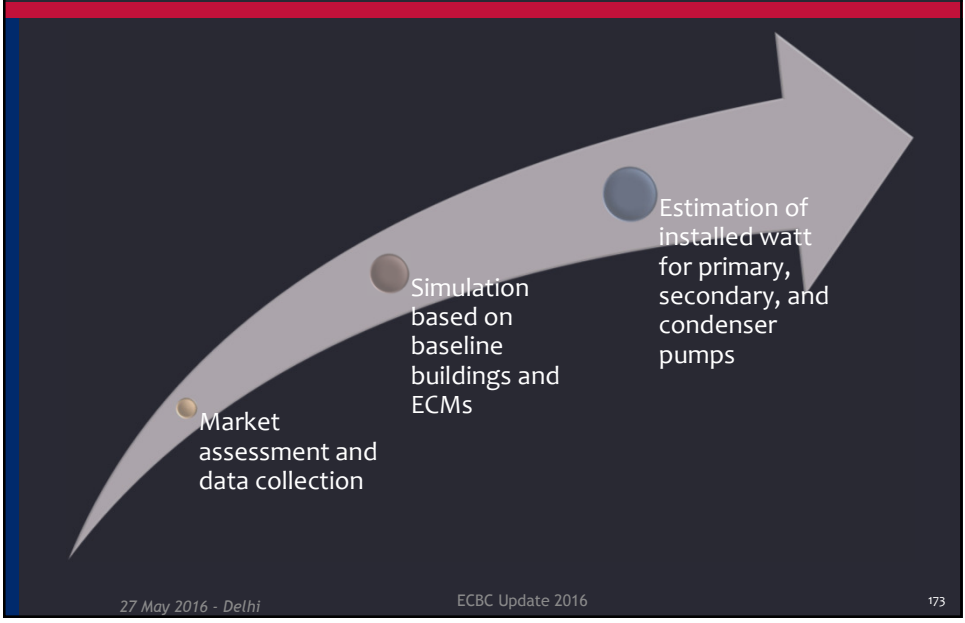 Estimation of
installed watt
for primary,
secondary, and
condenser
pumps
Simulation
based on
baseline
buildings and
ECMs
Market
assessment and
data collection
27 May 2016 - Delhi
ECBC Update 2016
173